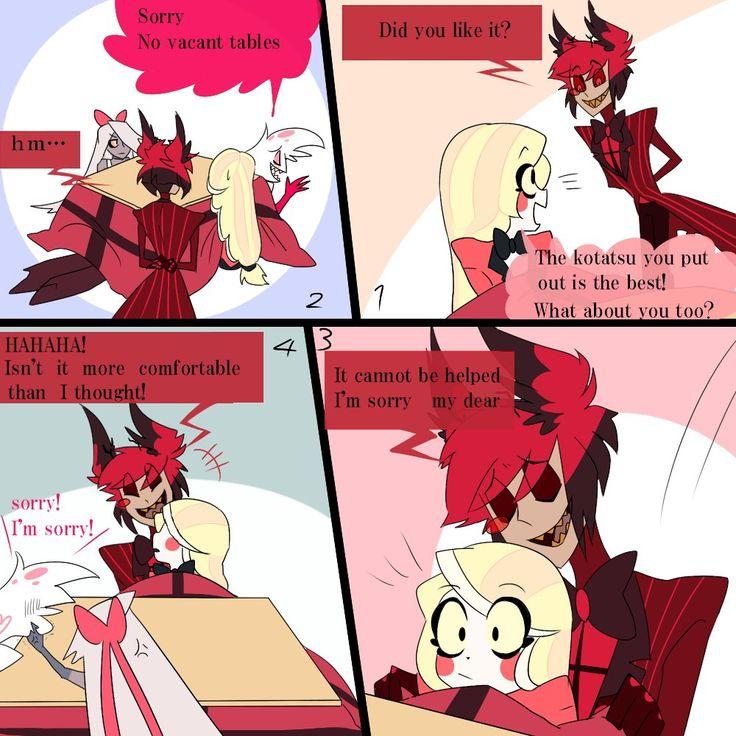 Did you like it?
The kotatsu you put
out is the best!
What about you too?
1
Sorry
No vacant tables
hm…
2
3
It cannot be helped
I'm sorry my dear
4
HAHAHA!
Isn't it more comfortable
than I thought!
sorry!
I'm sorry!